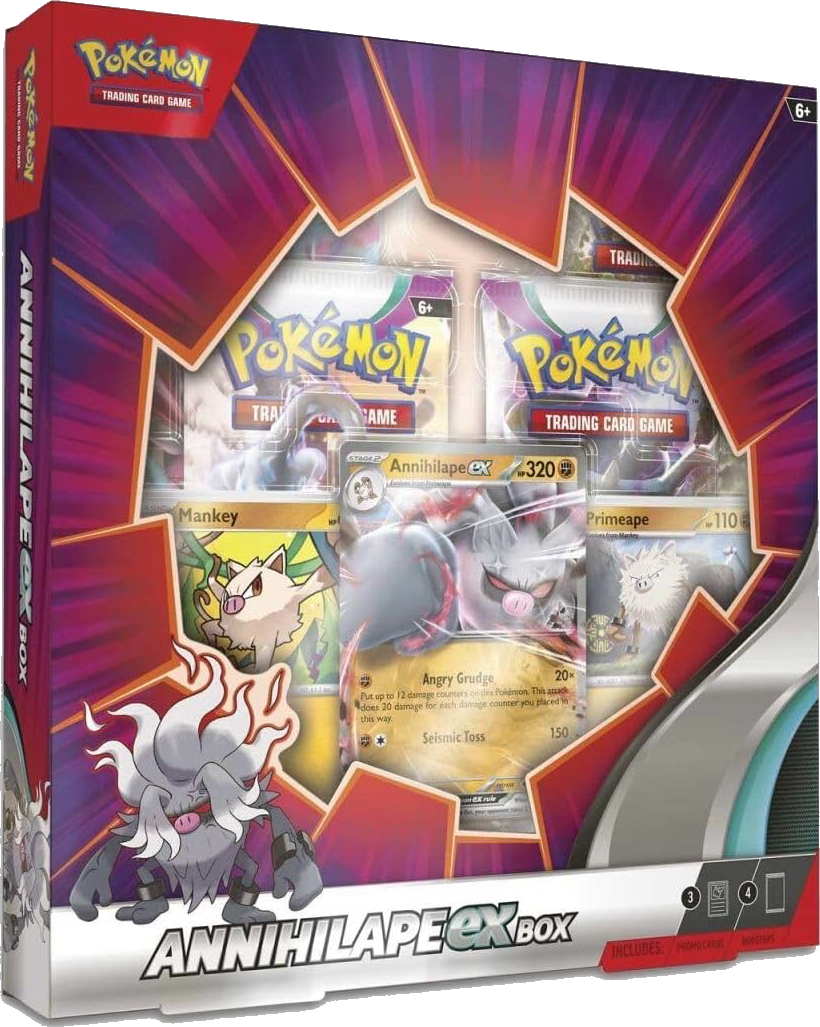 POKéMON
TRADING CARD GAME
6+
POKéMON
TRADING CARD GAME
ANNIHILAPE ex BOX
TRADIN
6+
POKéMON
TRA CARD GAME
POKéMON
TRADING CARD GAME
STAGE 2
Annihilape ex
HP 320
Evolves from Primeape
Mankey
HP
Primeape
HP 110
Evolves from Mankey
Angry Grudge 20×
Put up to 12 damage counters on this Pokémon. This attack
does 20 damage for each damage counter you placed in
this way.
Seismic Toss 150
ex rule
ANNIHILAPE ex BOX
3
4
INCLUDES: PROMO CARDS BOOSTERS